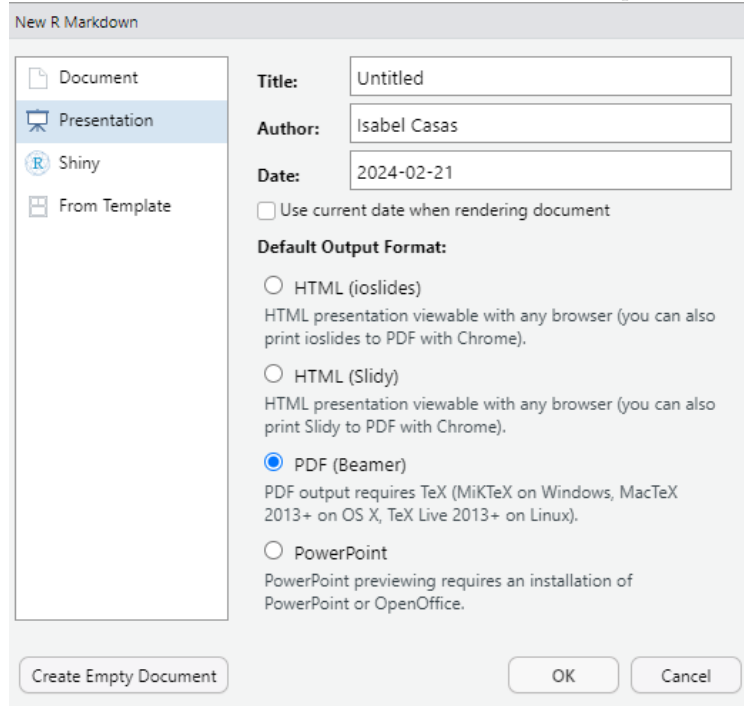 New R Markdown
Document
Presentation
Shiny
From Template
Title: Untitled
Author: Isabel Casas
Date: 2024-02-21
Use current date when rendering document
Default Output Format:
HTML (ioslides)
HTML presentation viewable with any browser (you can also
print ioslides to PDF with Chrome).
HTML (Slidy)
HTML presentation viewable with any browser (you can also
print Slidy to PDF with Chrome).
PDF (Beamer)
PDF output requires TeX (MiKTeX on Windows, MacTeX
2013+ on OS X, TeX Live 2013+ on Linux).
PowerPoint
PowerPoint previewing requires an installation of
PowerPoint or OpenOffice.
Create Empty Document
OK
Cancel